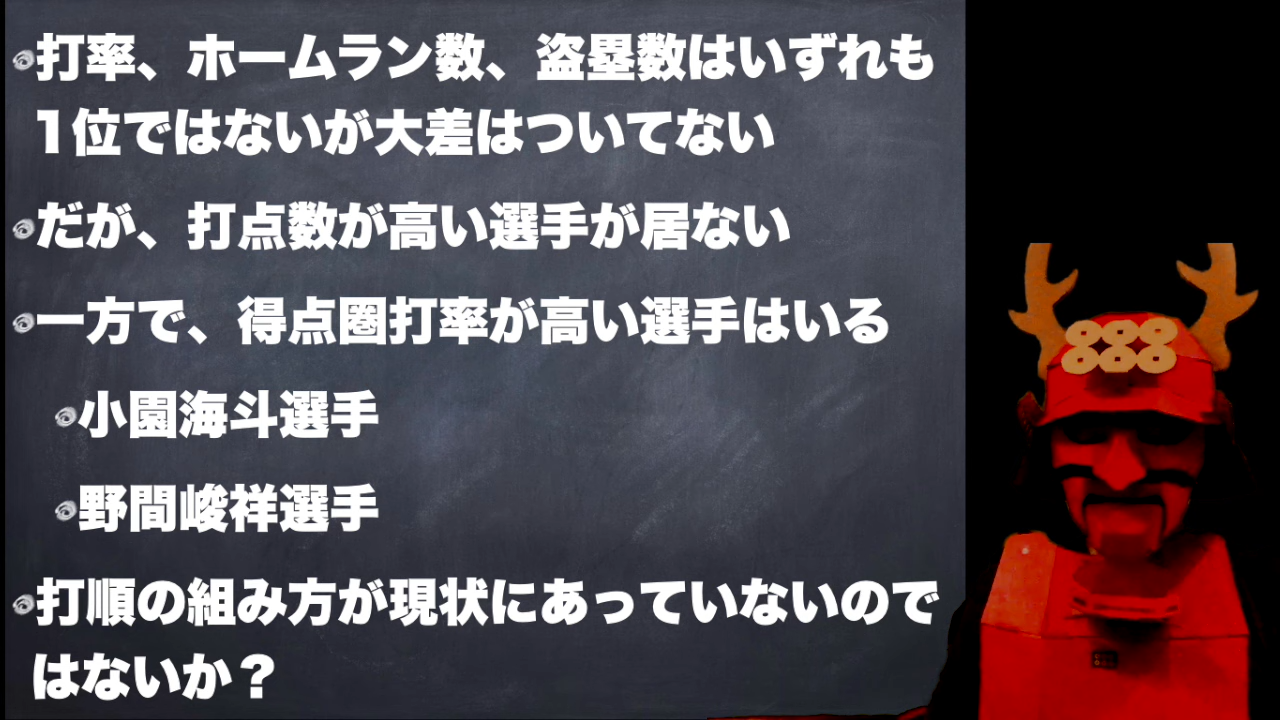 打率、ホームラン数、盗塁数はいずれも
1位ではないが大差はついてない
だが、打点数が高い選手が居ない
一方で、得点圏打率が高い選手はいる
小園海斗選手
野間峻祥選手
打順の組み方が現状にあっていないので
はないか？